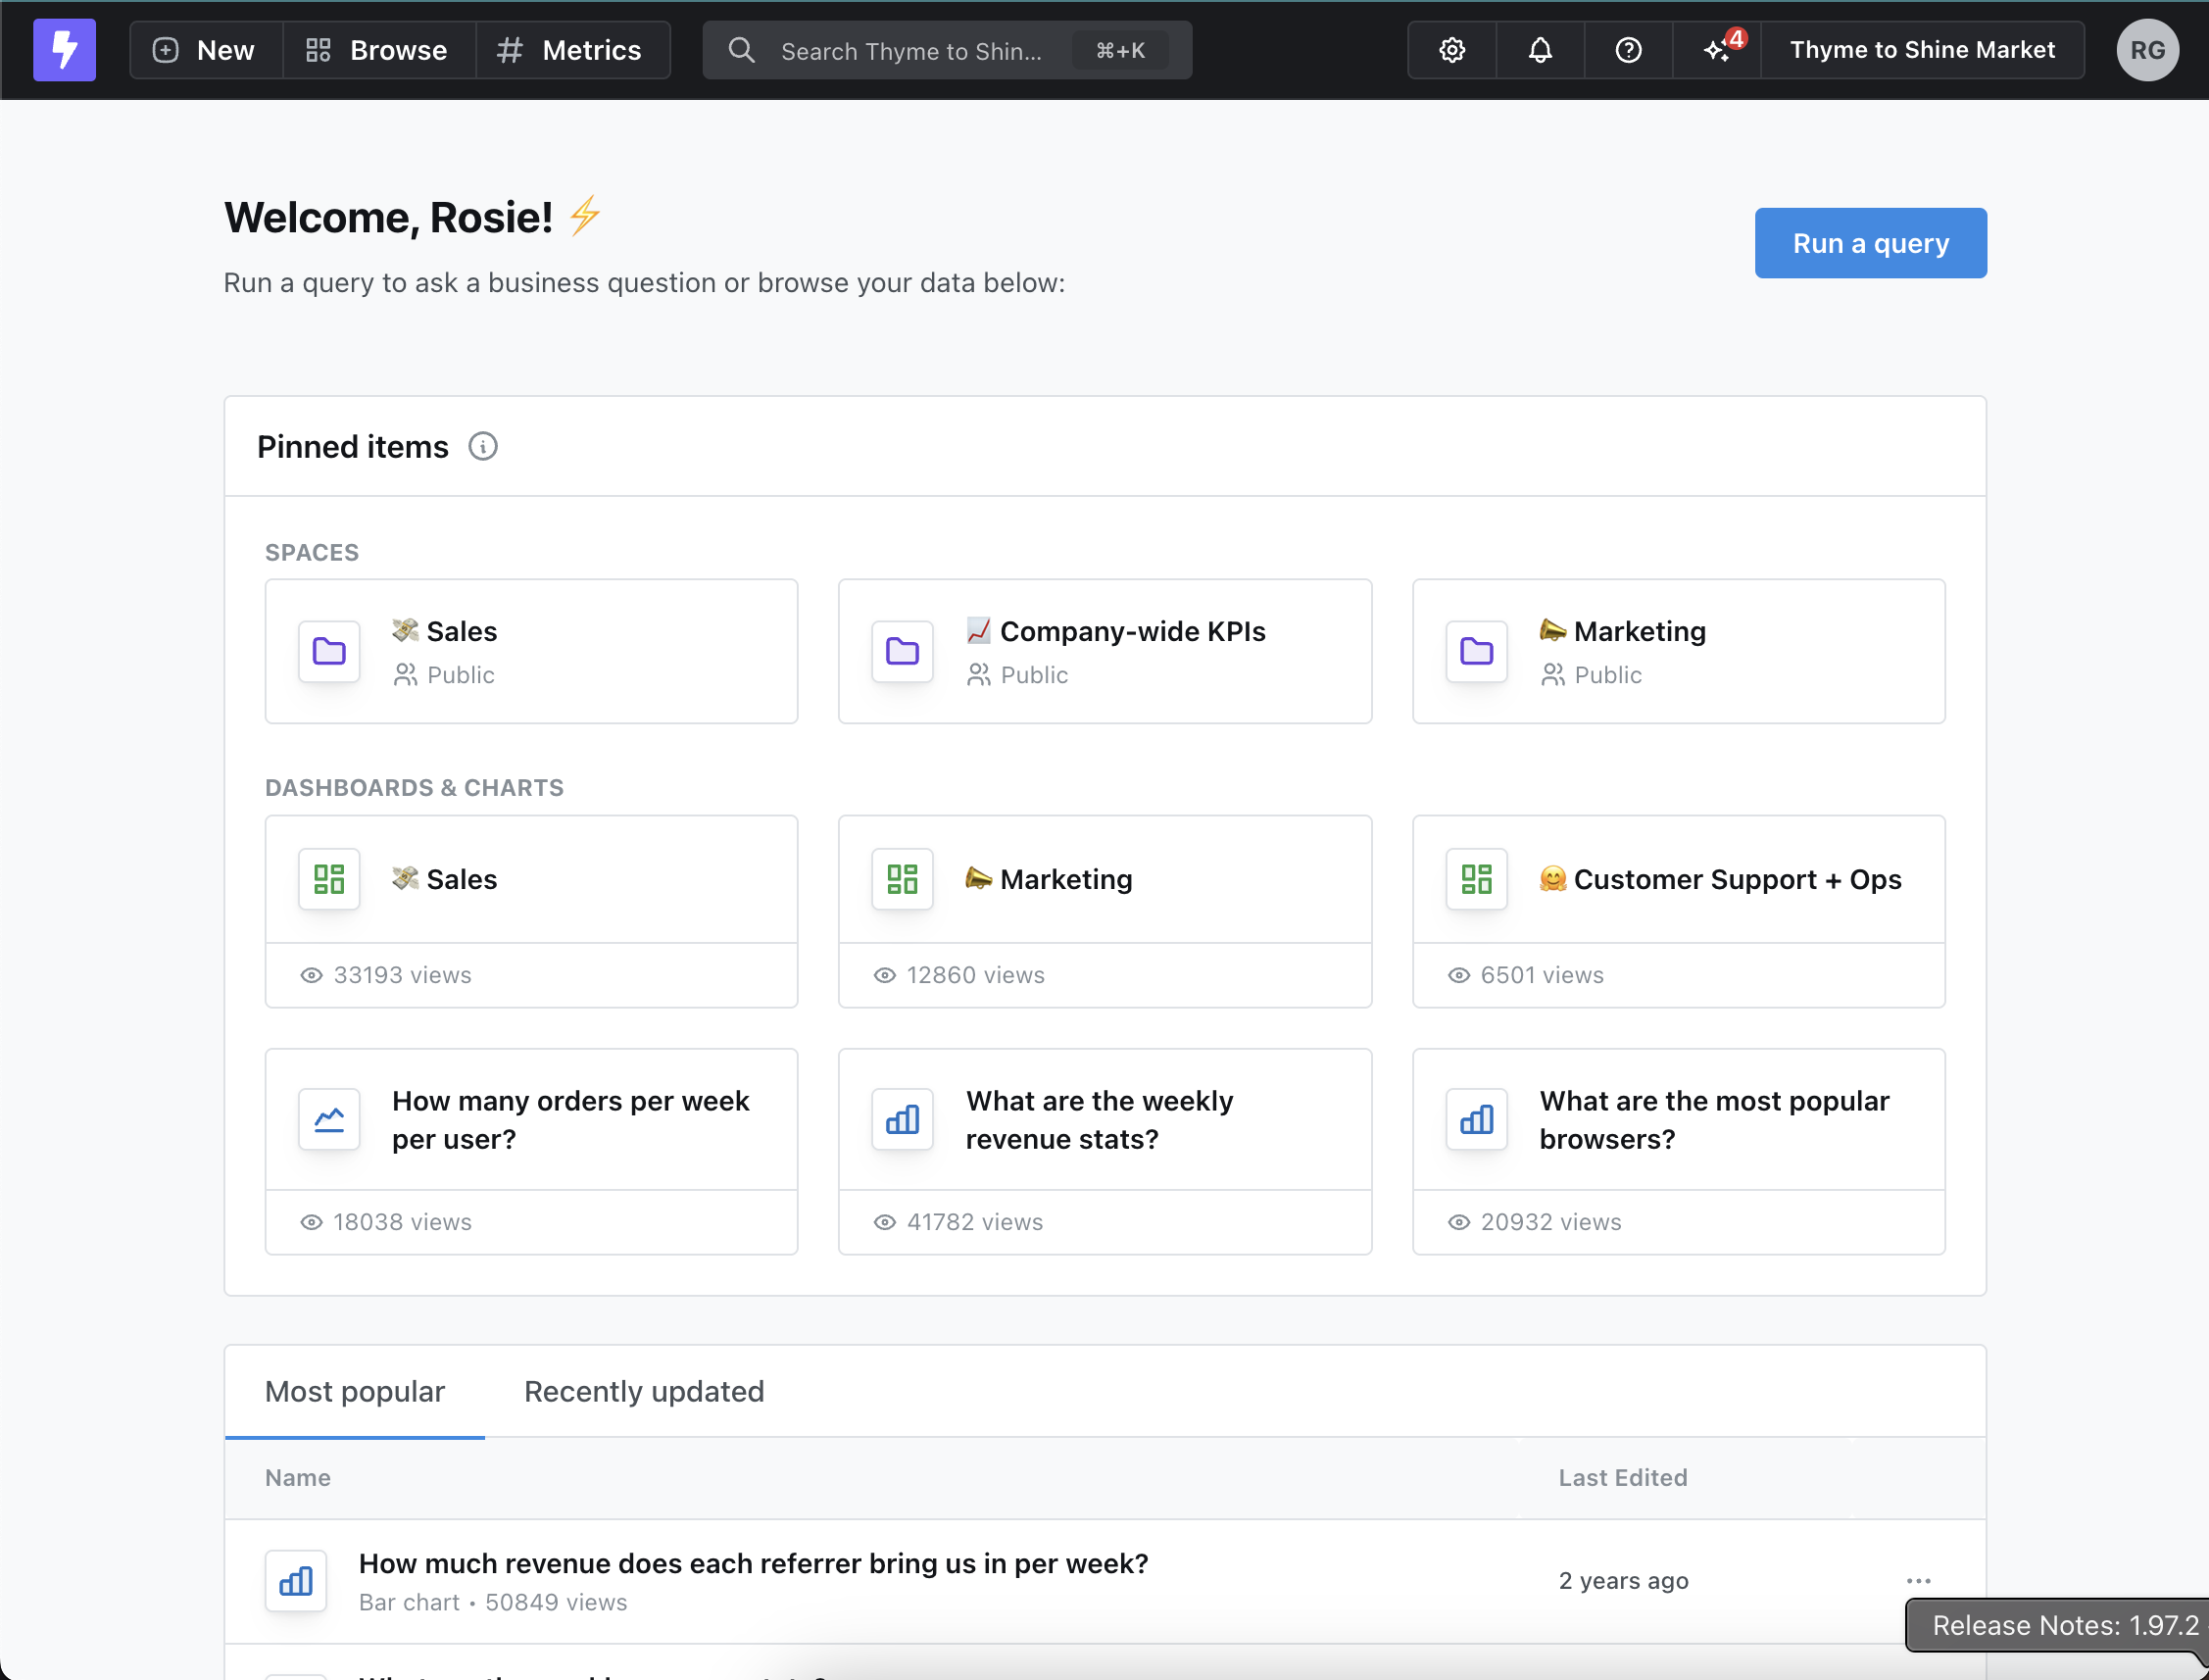 New
Browse
Metrics
Search Thyme to Shin...
⌘+K
4
Thyme to Shine Market
RG
Welcome, Rosie! ⚡
Run a query to ask a business question or browse your data below:
Run a query
Pinned items
SPACES
💸 Sales
Public
📈 Company-wide KPIs
Public
📣 Marketing
Public
DASHBOARDS & CHARTS
💸 Sales
33193 views
📣 Marketing
12860 views
🤗 Customer Support + Ops
6501 views
How many orders per week
per user?
18038 views
What are the weekly
revenue stats?
41782 views
What are the most popular
browsers?
20932 views
Most popular
Recently updated
Name
Last Edited
How much revenue does each referrer bring us in per week?
Bar chart • 50849 views
2 years ago
Release Notes: 1.97.2